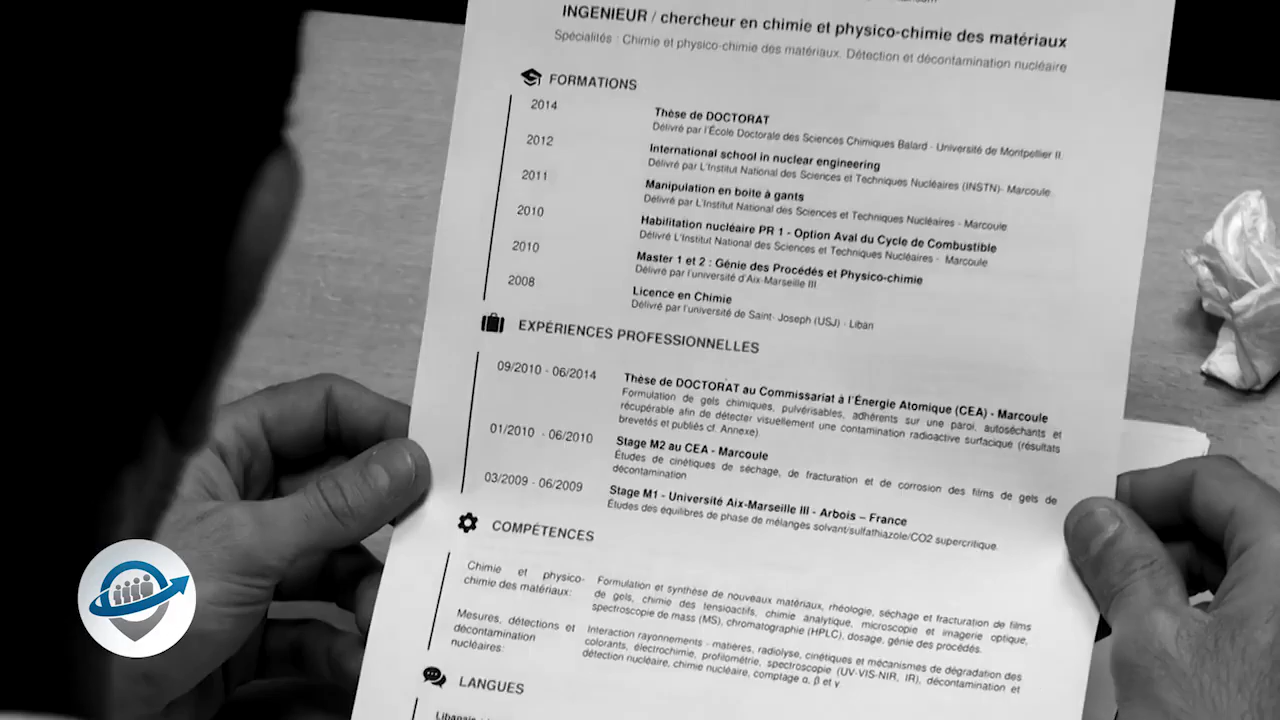 INGENIEUR / chercheur en chimie et physico-chimie des matériaux
Spécialités : Chimie et physico-chimie des matériaux. Détection et décontamination nucléaire
FORMATIONS
2014
Thèse de DOCTORAT
Délivré par l'École Doctorale des Sciences Chimiques Balard - Université de Montpellier II.
2012
International school in nuclear engineering
Délivré par L'Institut National des Sciences et Techniques Nucléaires (INSTN)- Marcoule
2011
Manipulation en boite à gants
Délivré par L'Institut National des Sciences et Techniques Nucléaires - Marcoule
2010
Habilitation nucléaire PR 1 - Option Aval du Cycle de Combustible
Délivré L'Institut National des Sciences et Techniques Nucléaires - Marcoule
2010
Master 1 et 2 : Génie des Procédés et Physico-chimie
Délivré par l'université d'Aix-Marseille III
2008
Licence en Chimie
Délivré par l'université de Saint- Joseph (USJ) - Liban
EXPÉRIENCES PROFESSIONNELLES
09/2010 - 06/2014
Thèse de DOCTORAT au Commissariat à l'Énergie Atomique (CEA) - Marcoule
Formulation de gels chimiques, pulvérisables, adhérents sur une paroi, autoséchants et
récupérable afin de détecter visuellement une contamination radioactive surfacique (résultats
brevetés et publiés cf. Annexe).
01/2010 - 06/2010
Stage M2 au CEA - Marcoule
Études de cinétiques de séchage, de fracturation et de corrosion des films de gels de
décontamination
03/2009 - 06/2009
Stage M1 - Université Aix-Marseille III - Arbois – France
Études des équilibres de phase de mélanges solvant/sulfathiazole/CO2 supercritique.
COMPÉTENCES
Chimie et physico-
chimie des matériaux:
Formulation et synthèse de nouveaux matériaux, rhéologie, séchage et fracturation de films
de gels, chimie des tensioactifs, chimie analytique, microscopie et imagerie optique,
spectroscopie de mass (MS), chromatographie (HPLC), dosage, génie des procédés.
Mesures, détections et
décontamination
nucléaires:
Interaction rayonnements - matières, radiolyse, cinétiques et mécanismes de dégradation des
colorants, électrochimie, profilométrie, spectroscopie (UV-VIS-NIR, IR), décontamination et
détection nucléaire, chimie nucléaire, comptage α, β et γ.
LANGUES
Libanais